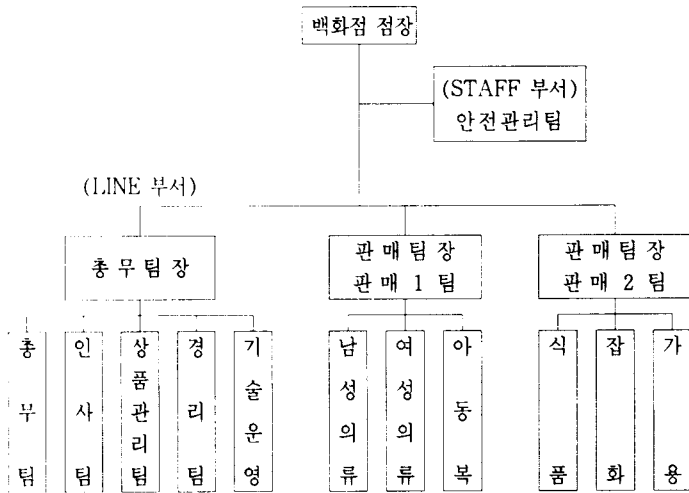 백화점 점장
(STAFF 부서)
안전관리팀
(LINE 부서)
총무팀장
판매팀장
판매 1 팀
판매팀장
판매 2 팀
총무팀
인사팀
상품관리팀
경리팀
기술운영
남성의류
여성의류
아동복
식품
잡화
가용